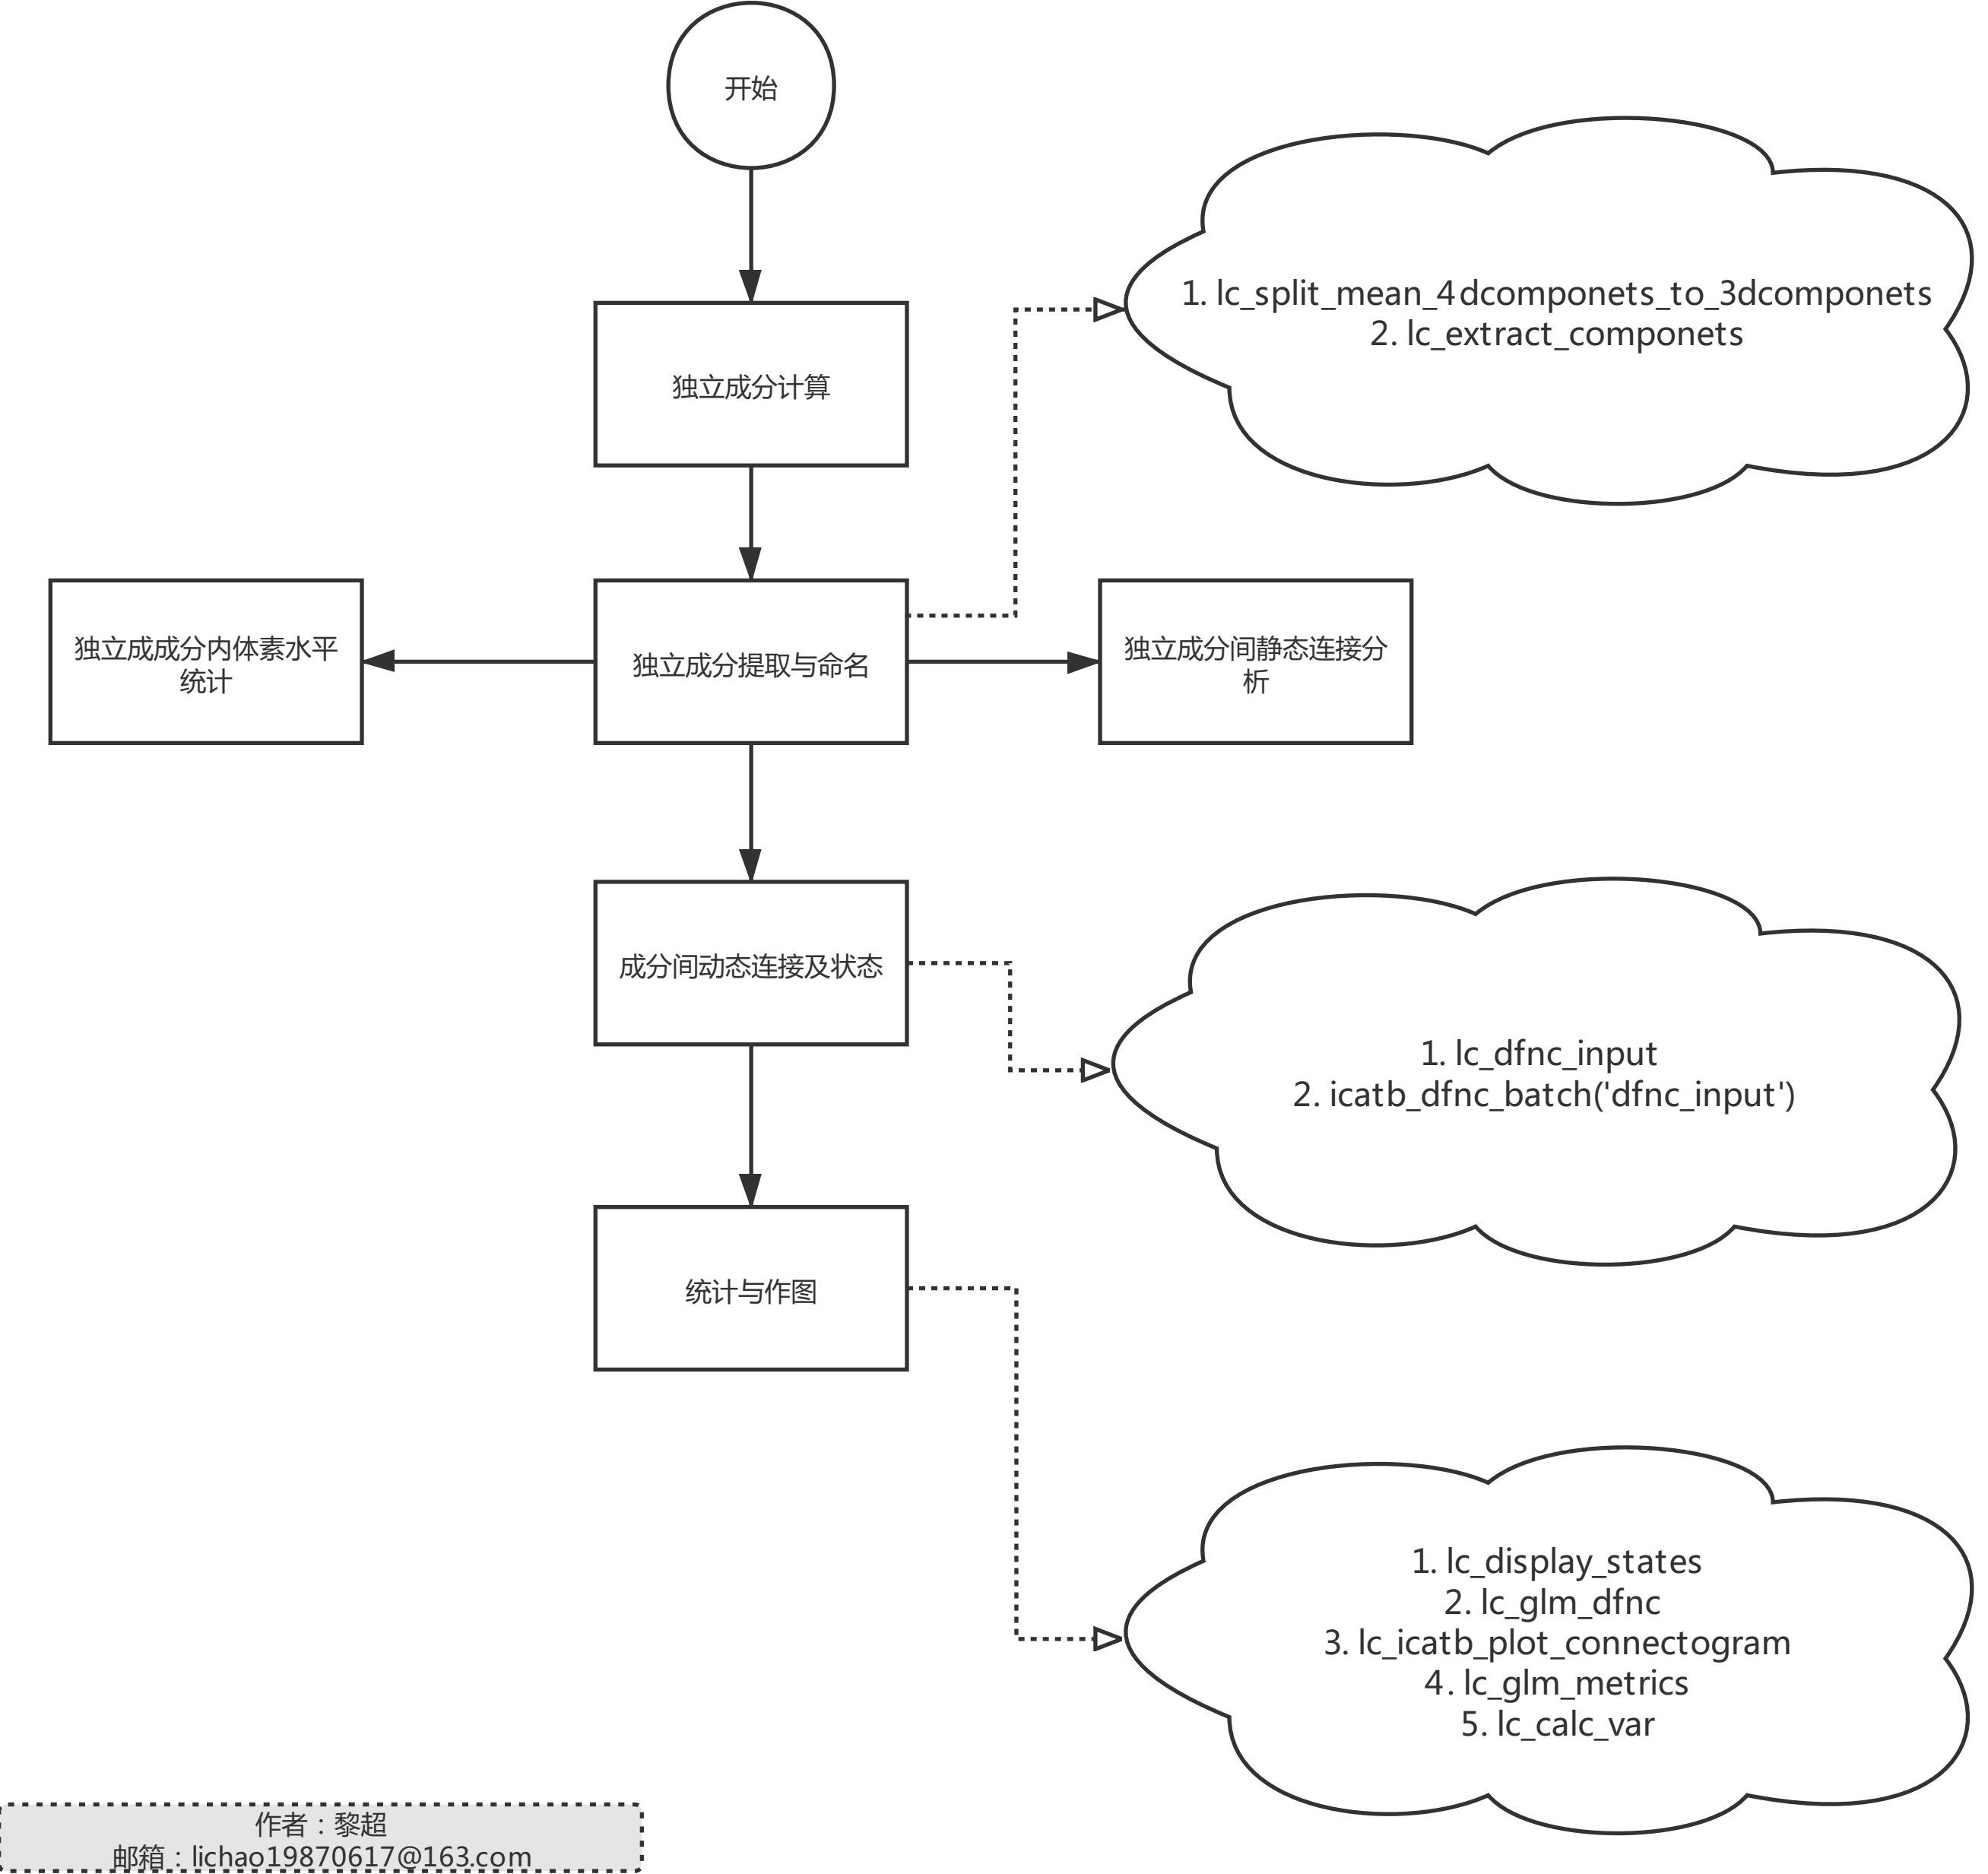 开始
1. lc_split_mean_4dcomponets_to_3dcomponets
2. lc_extract_componets
独立成分计算
独立成成分内体素水平
统计
独立成分提取与命名
独立成分间静态连接分
析
成分间动态连接及状态
1. lc_dfnc_input
2. icatb_dfnc_batch('dfnc_input')
统计与作图
1. lc_display_states
2. lc_glm_dfnc
3. lc_icatb_plot_connectogram
4. lc_glm_metrics
5. lc_calc_var
作者：黎超
邮箱：lichao19870617@163.com